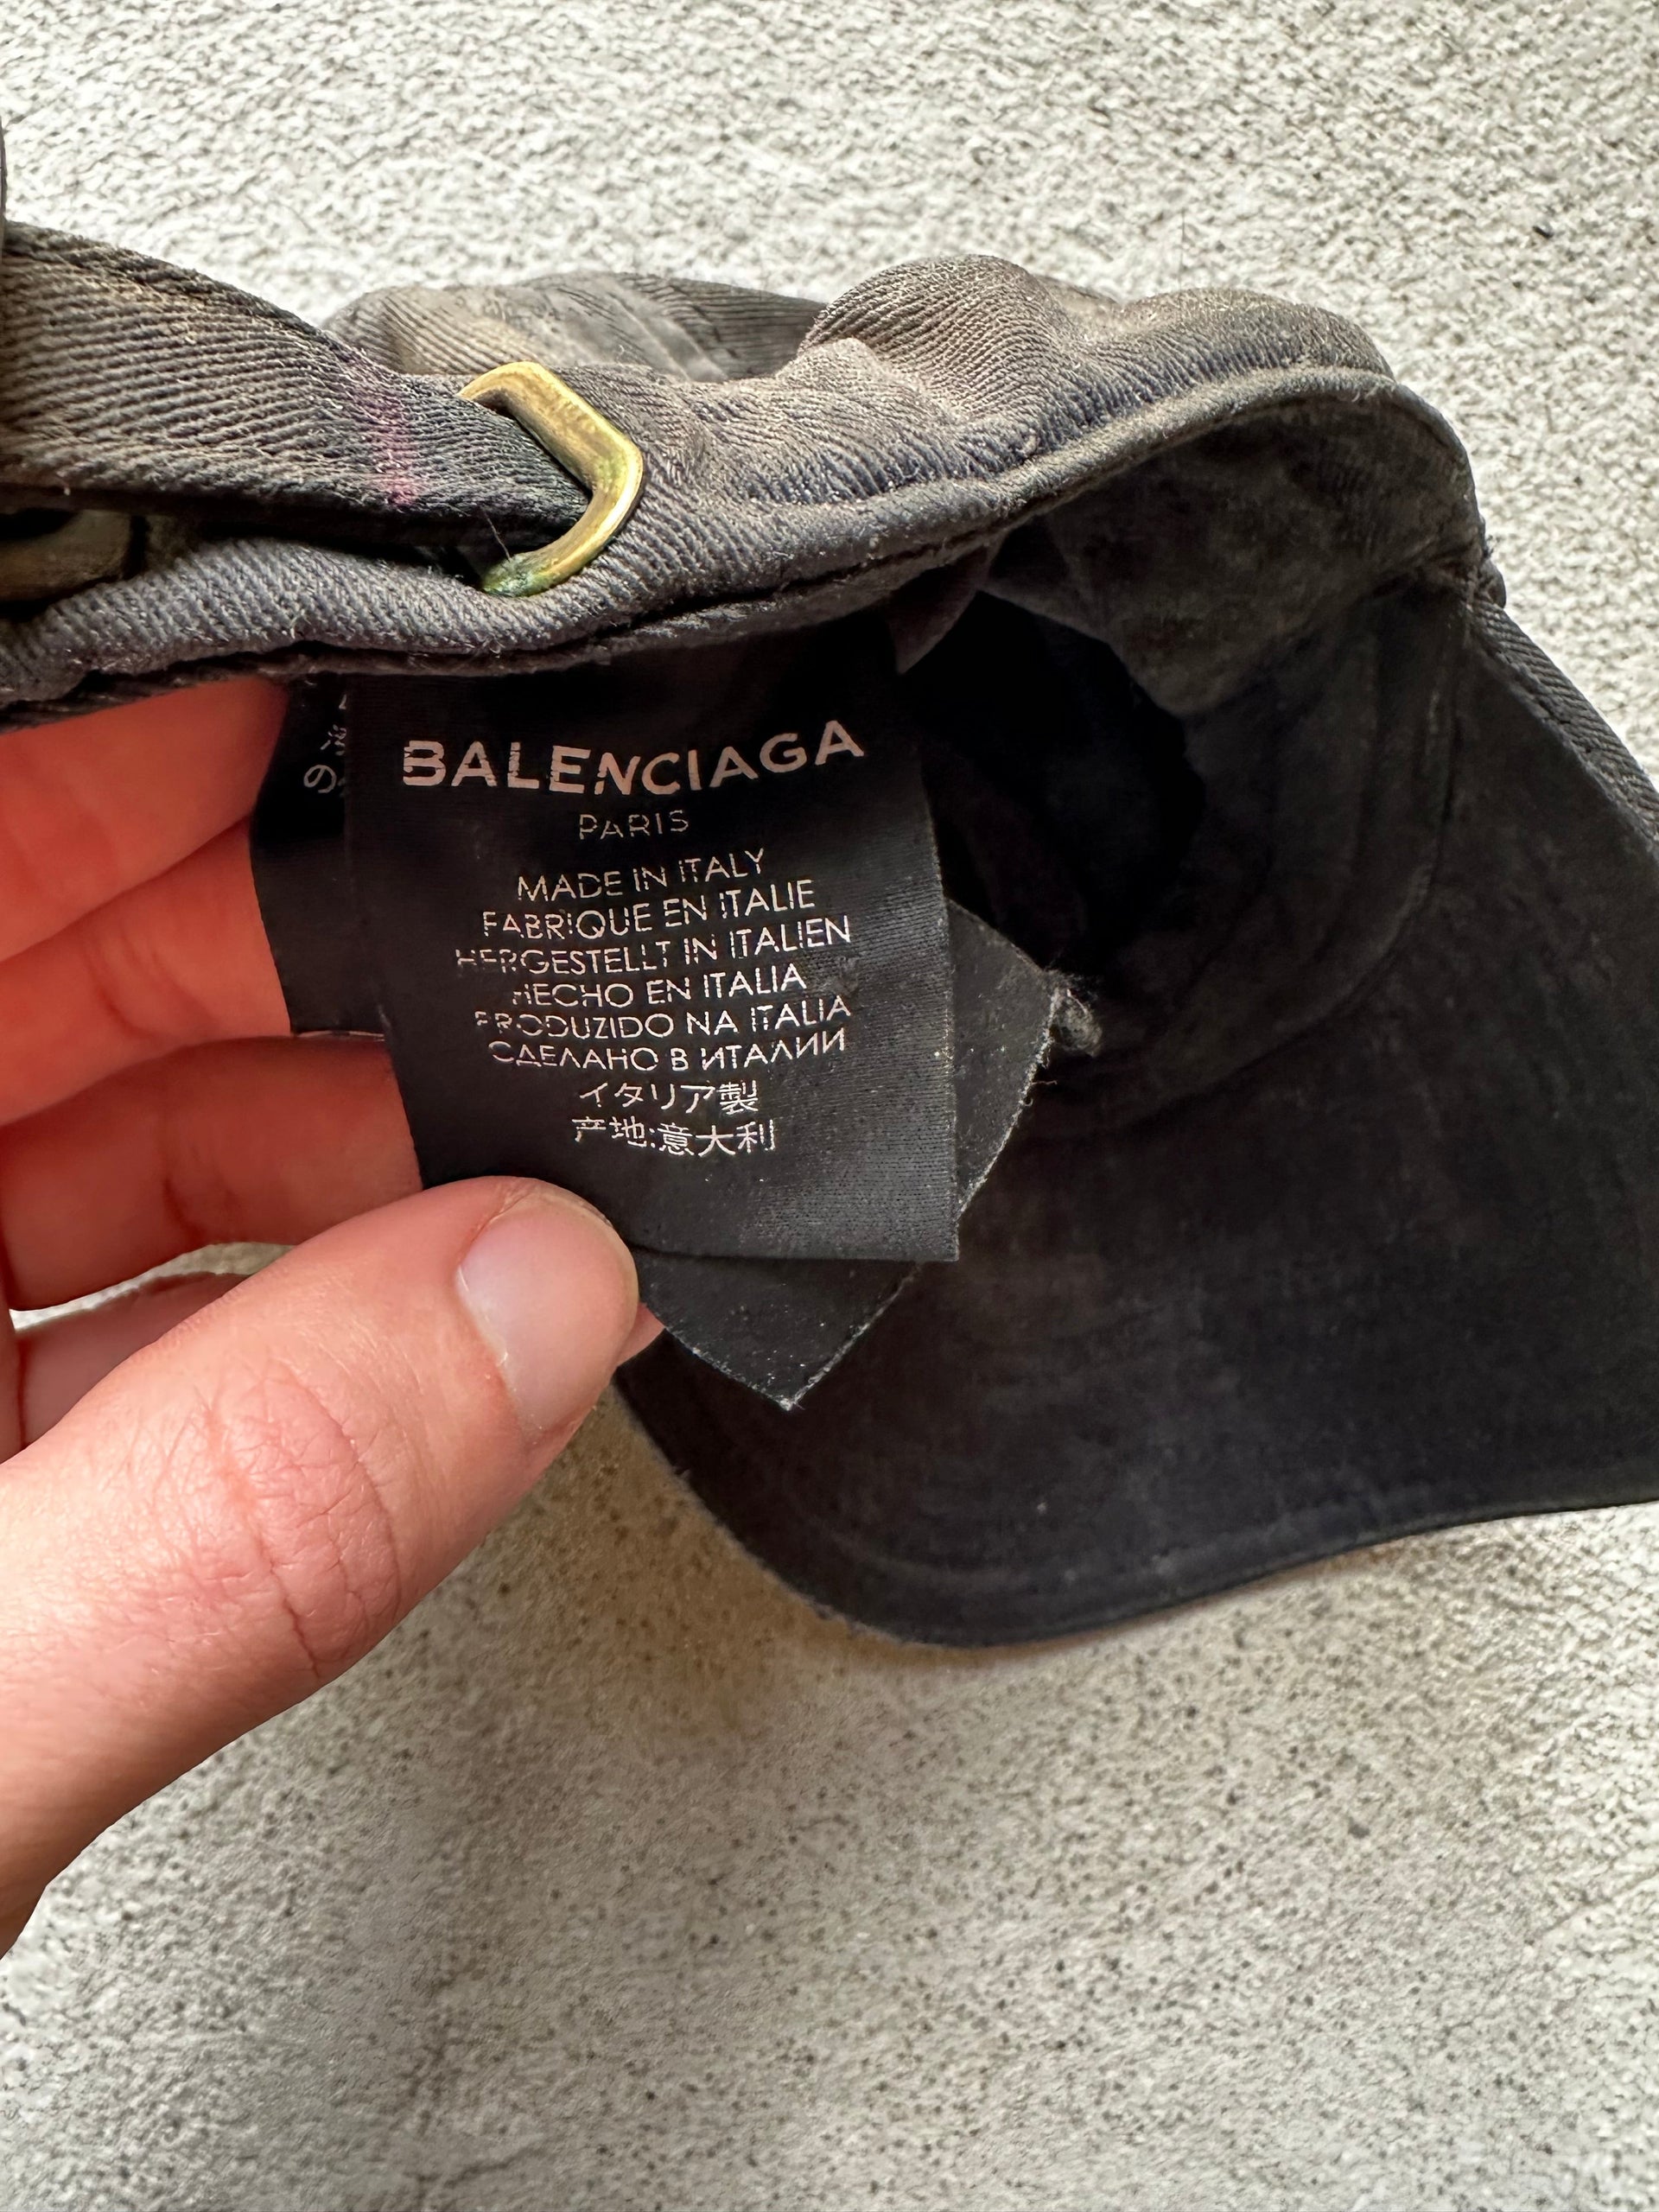 BALENCIAGA
PARIS
MADE IN ITALY
FABRIQUE EN ITALIE
HERGESTELLT IN ITALIEN
HECHO EN ITALIA
PRODUZIDO NA ITALIA
СДЕЛАНО В ИТАЛИИ
イタリア製
产地:意大利